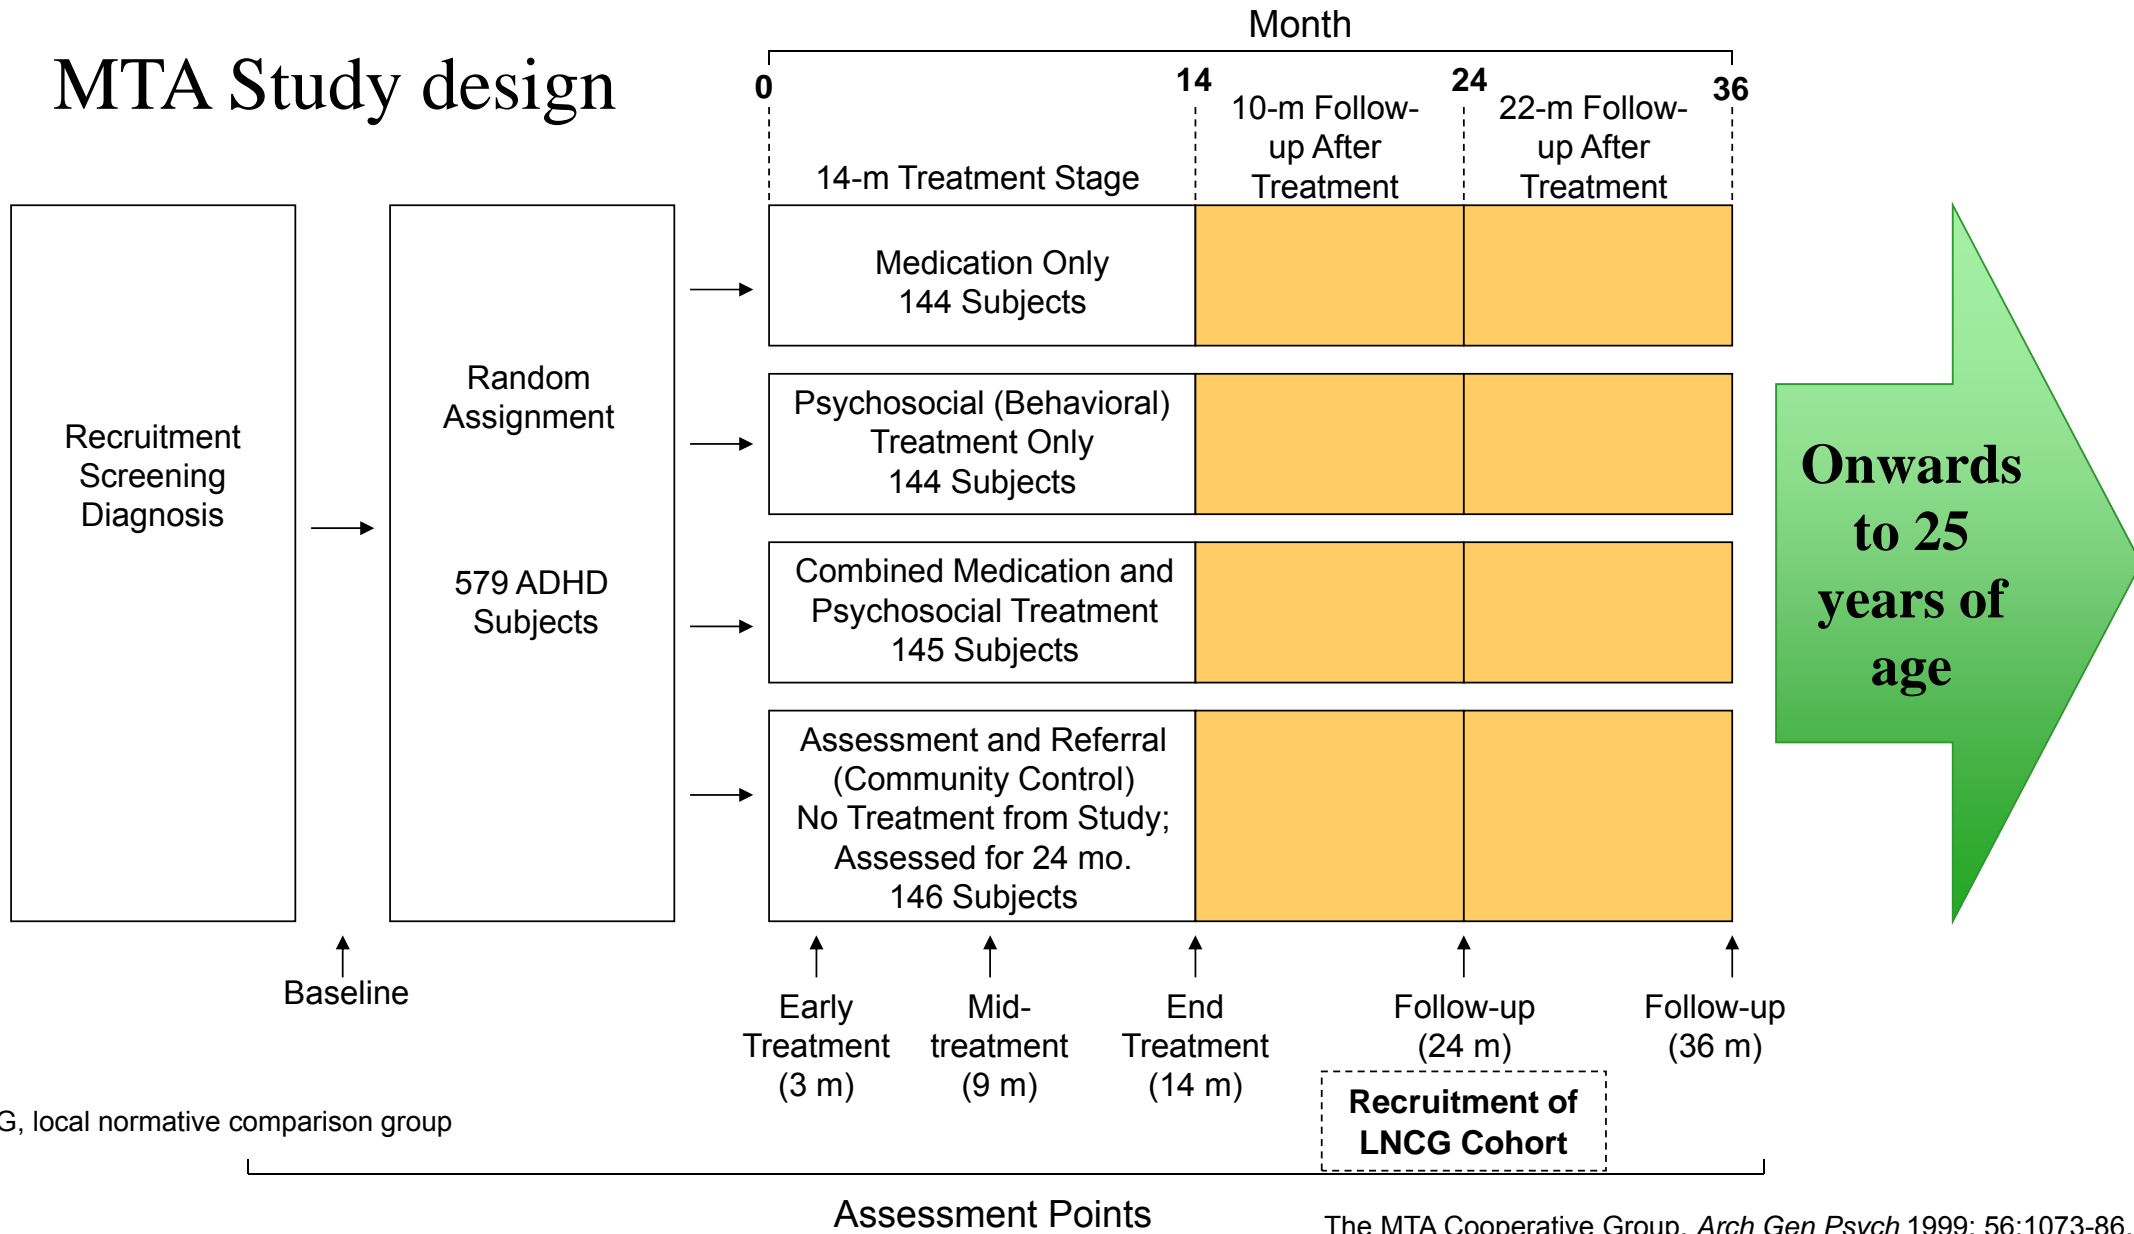 MTA Study design
Month
0
14
24
36
14-m Treatment Stage
10-m Follow-
up After
Treatment
22-m Follow-
up After
Treatment
Recruitment
Screening
Diagnosis
Random
Assignment
579 ADHD
Subjects
Medication Only
144 Subjects
Psychosocial (Behavioral)
Treatment Only
144 Subjects
Combined Medication and
Psychosocial Treatment
145 Subjects
Assessment and Referral
(Community Control)
No Treatment from Study;
Assessed for 24 mo.
146 Subjects
Onwards
to 25
years of
age
Baseline
Early
Treatment
(3 m)
Mid-
treatment
(9 m)
End
Treatment
(14 m)
Follow-up
(24 m)
Follow-up
(36 m)
Recruitment of
LNCG Cohort
G, local normative comparison group
Assessment Points
The MTA Cooperative Group. Arch Gen Psych 1999; 56:1073-86.